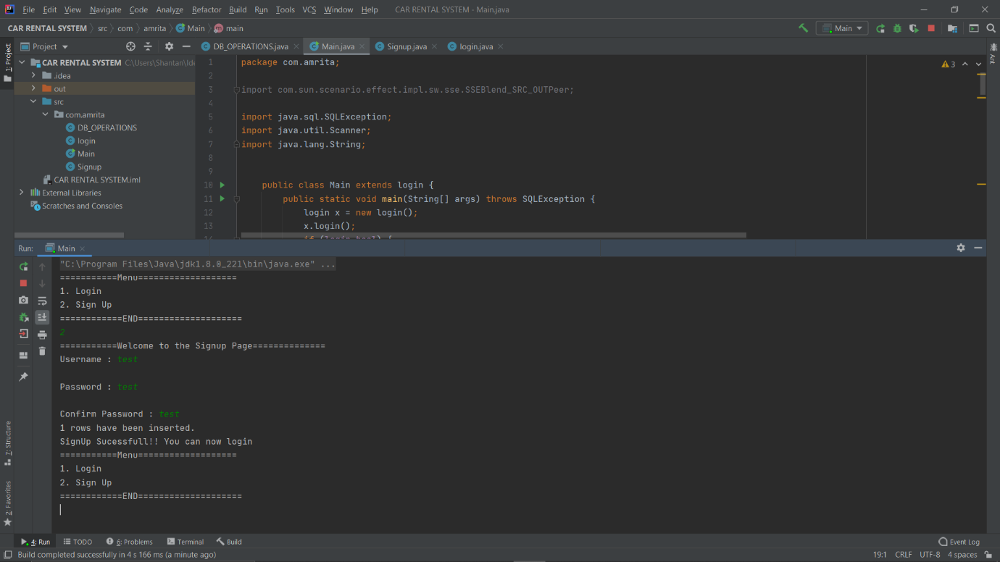 File Edit View Navigate Code Analyze Refactor Build Run Tools VCS Window Help CAR RENTAL SYSTEM - Main.java
CAR RENTAL SYSTEM src com amrita Main main
Main
1: Project
Project
DB_OPERATIONS.java Main.java Signup.java login.java
Ant
CAR RENTAL SYSTEM C:\Users\Shantan\Ide
.idea
out
src
com.amrita
DB_OPERATIONS
login
Main
Signup
CAR RENTAL SYSTEM.iml
External Libraries
Scratches and Consoles
3
1 package com.amrita;
2
3 import com.sun.scenario.effect.impl.sw.sse.SSEBlend_SRC_OUTPeer;
4
5 import java.sql.SQLException;
6 import java.util.Scanner;
7 import java.lang.String;
8
9
10 public class Main extends login {
11 public static void main(String[] args) throws SQLException {
12 login x = new login();
13 x.login();
14 if (login.bool) {
Run: Main
"C:\Program Files\Java\jdk1.8.0_221\bin\java.exe" ...
===========Menu===================
1. Login
2. Sign Up
============END====================
2
===========Welcome to the Signup Page==============
Username : test
Password : test
Confirm Password : test
1 rows have been inserted.
SignUp Sucessfull!! You can now login
===========Menu===================
1. Login
2. Sign Up
============END====================
7: Structure
2: Favorites
4: Run TODO 6: Problems Terminal Build Event Log
Build completed successfully in 4 s 166 ms (a minute ago) 19:1 CRLF UTF-8 4 spaces